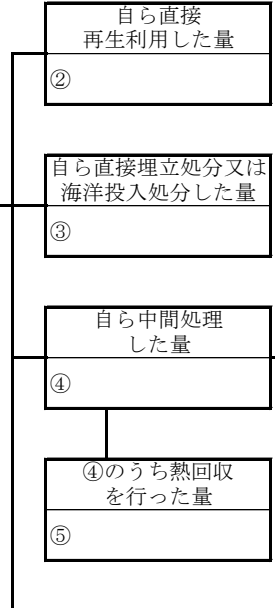 自ら直接
再生利用した量
②
自ら直接埋立処分又は
海洋投入処分した量
③
自ら中間処理
した量
④
④のうち熱回収
を行った量
⑤